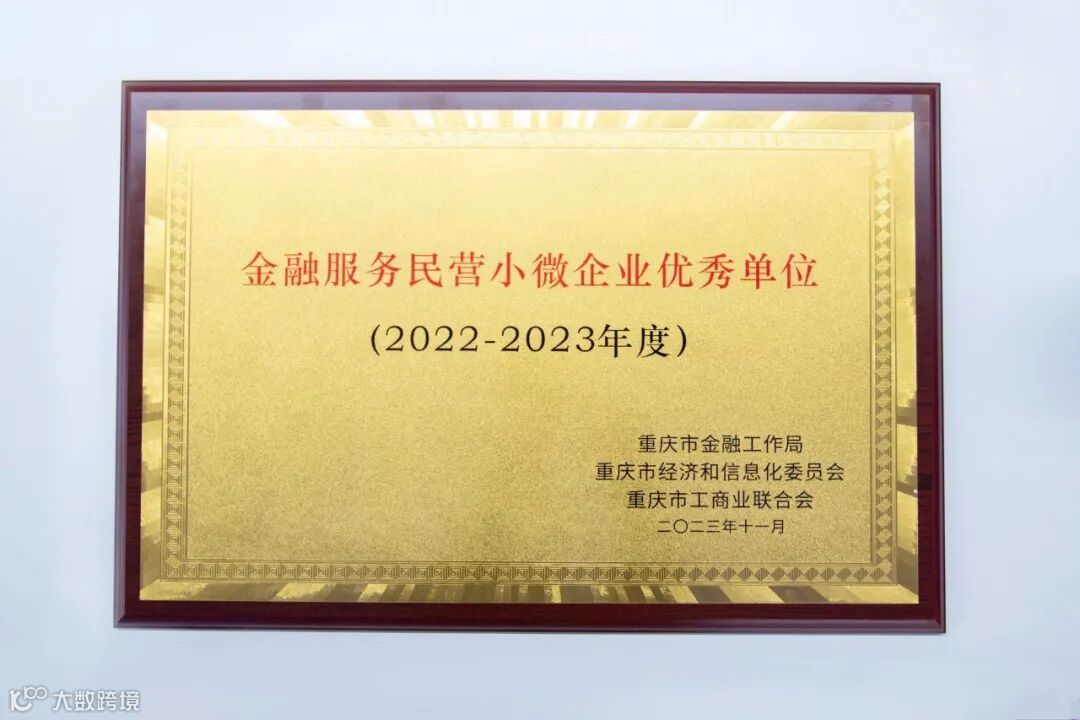 金融服务民营小微企业优秀单位
(2022-2023年度)
重庆市金融工作局
重庆市经济和信息化委员会
重庆市工商业联合会
二〇二三年十一月
大数跨境